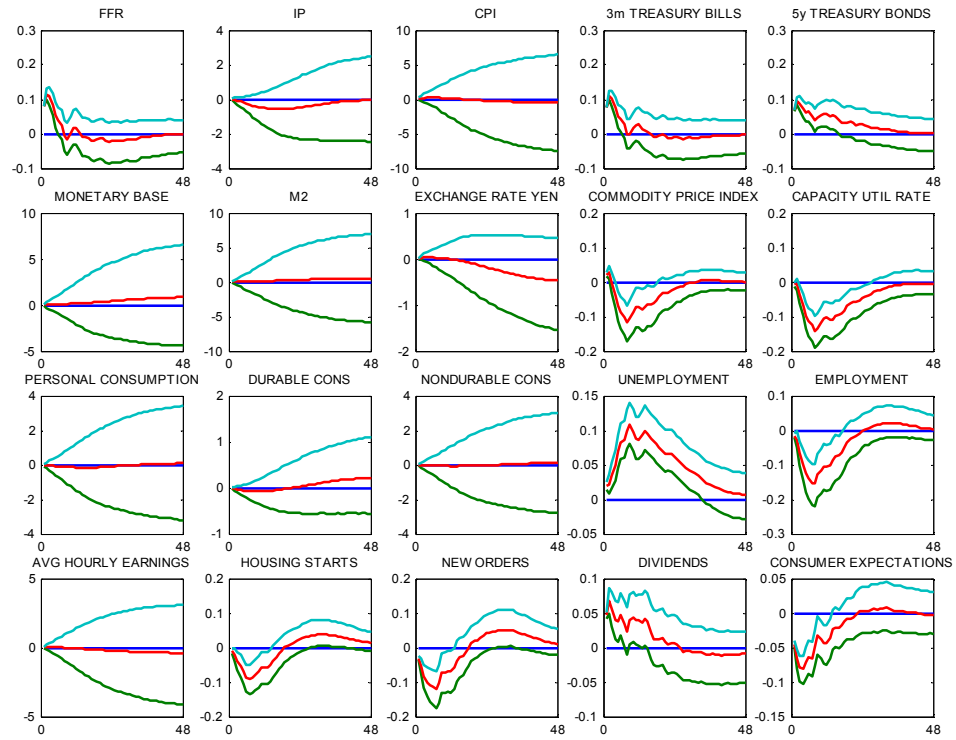 FFR IP CPI 3m TREASURY BILLS 5y TREASURY BONDS
0.3 4 10 0.3 0.3
0.2 2 5 0.2 0.2
0.1 0 0 0.1 0.1
0 -2 -5 0 0
-0.1 -4 -10 -0.1 -0.1
0 48 0 48 0 48 0 48 0 48
MONETARY BASE M2 EXCHANGE RATE YEN COMMODITY PRICE INDEX CAPACITY UTIL RATE
10 10 1 0.2 0.2
5 5 0 0.1 0.1
0 0 -1 0 0
-5 -5 2 -0.1 -0.1
-10 -0.2 0.2
0 48 0 48 0 48 0 48 0 48
PERSONAL CONSUMPTION DURABLE CONS NONDURABLE CONS UNEMPLOYMENT EMPLOYMENT
4 2 4 0.15 0.1
2 1 2 0.1 0
0 0 0 0.05 -0.1
-2 -1 -2 0 -0.2
-4 -4 -0.05 -0.3
0 48 0 48 0 48 0 48 0 48
AVG HOURLY EARNINGS HOUSING STARTS NEW ORDERS DIVIDENDS CONSUMER EXPECTATIONS
5 0.2 0.2 0.1 0.05
0 0.1 0.1 0.05 0
-5 0 0 0 -0.05
-0.1 -0.1 -0.05 -0.1
-0.2 -0.2 -0.1 -0.15
0 48 0 48 0 48 0 48 0 48